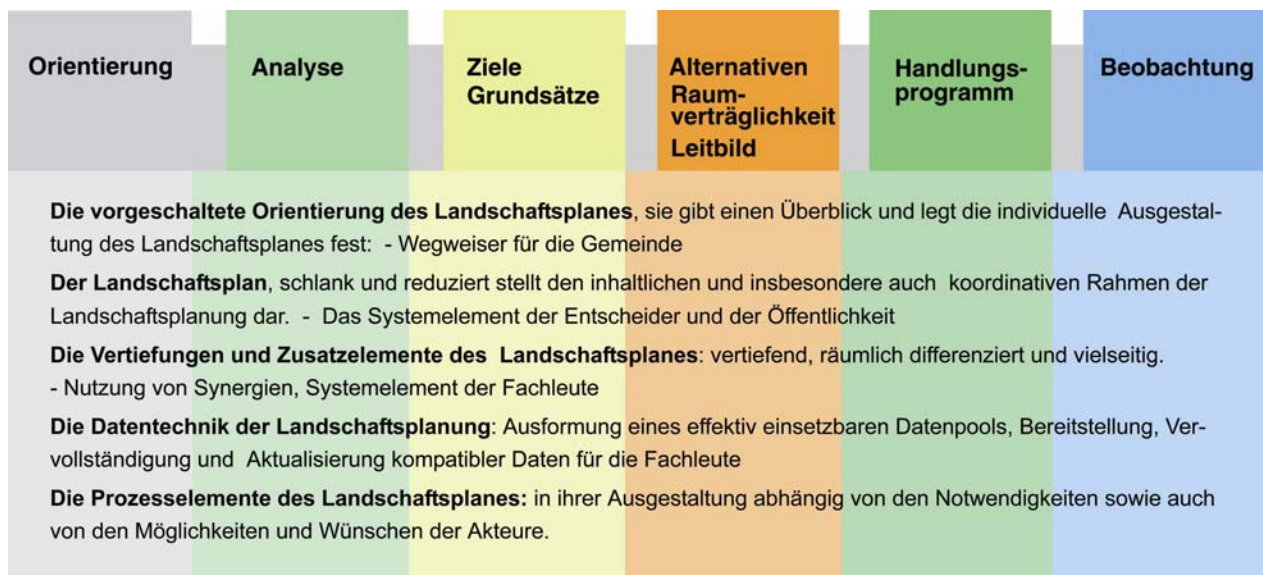 Orientierung
Analyse
Ziele
Grundsätze
Alternativen
Raum-
verträglichkeit
Leitbild
Handlungs-
programm
Beobachtung
Die vorgeschaltete Orientierung des Landschaftsplanes, sie gibt einen Überblick und legt die individuelle Ausgestal-
tung des Landschaftsplanes fest: - Wegweiser für die Gemeinde
Der Landschaftsplan, schlank und reduziert stellt den inhaltlichen und insbesondere auch koordinativen Rahmen der
Landschaftsplanung dar. - Das Systemelement der Entscheider und der Öffentlichkeit
Die Vertiefungen und Zusatzelemente des Landschaftsplanes: vertiefend, räumlich differenziert und vielseitig.
- Nutzung von Synergien, Systemelement der Fachleute
Die Datentechnik der Landschaftsplanung: Ausformung eines effektiv einsetzbaren Datenpools, Bereitstellung, Ver-
vollständigung und Aktualisierung kompatibler Daten für die Fachleute
Die Prozesselemente des Landschaftsplanes: in ihrer Ausgestaltung abhängig von den Notwendigkeiten sowie auch
von den Möglichkeiten und Wünschen der Akteure.